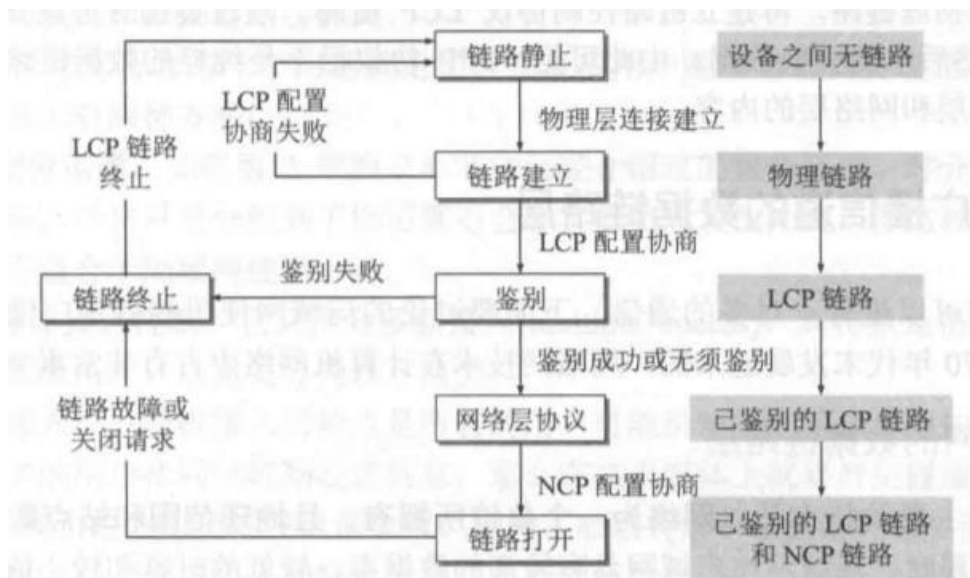 链路静止
设备之间无链路
LCP 配置
协商失败
物理层连接建立
LCP 链路
终止
链路建立
物理链路
LCP 配置协商
鉴别失败
链路终止
鉴别
LCP 链路
鉴别成功或无须鉴别
链路故障或
关闭请求
网络层协议
已鉴别的 LCP 链路
NCP 配置协商
链路打开
已鉴别的 LCP 链路
和 NCP 链路